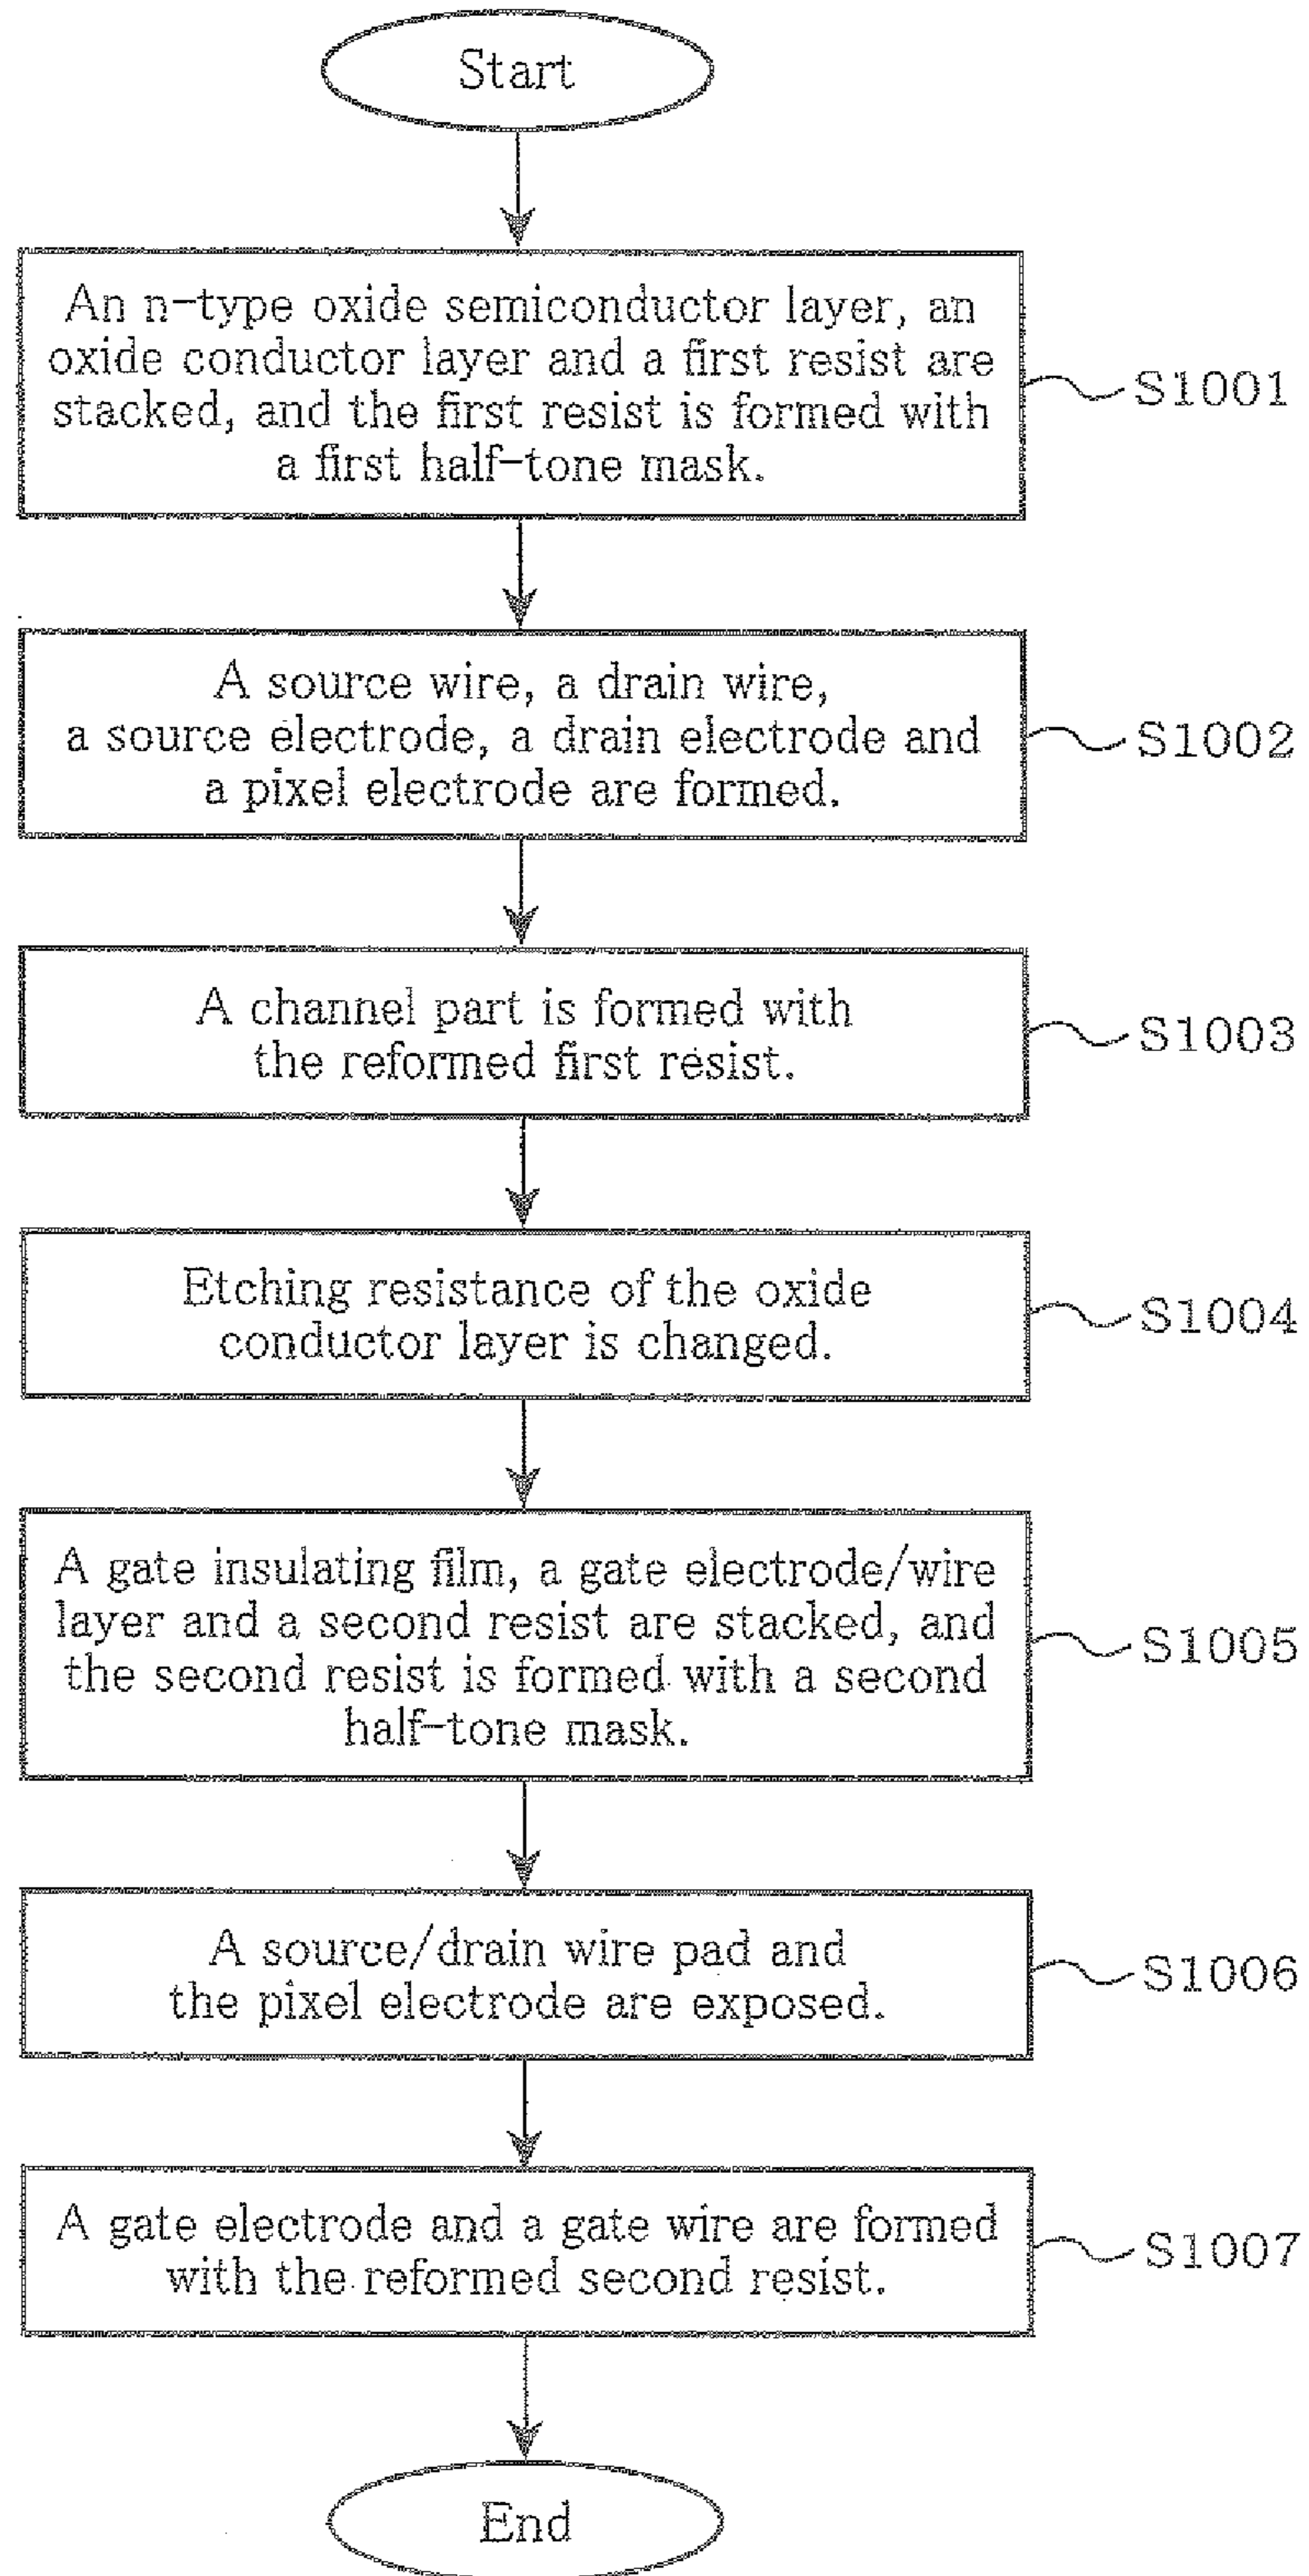 Start
An n-type oxide semiconductor layer, an
oxide conductor layer and a first resist are
stacked, and the first resist is formed with
a first half-tone mask.
S1001
A source wire, a drain wire,
a source electrode, a drain electrode and
a pixel electrode are formed.
S1002
A channel part is formed with
the reformed first resist.
S1003
Etching resistance of the oxide
conductor layer is changed.
S1004
A gate insulating film, a gate electrode/wire
layer and a second resist are stacked, and
the second resist is formed with a second
half-tone mask.
S1005
A source/drain wire pad and
the pixel electrode are exposed.
S1006
A gate electrode and a gate wire are formed
with the reformed second resist.
S1007
End